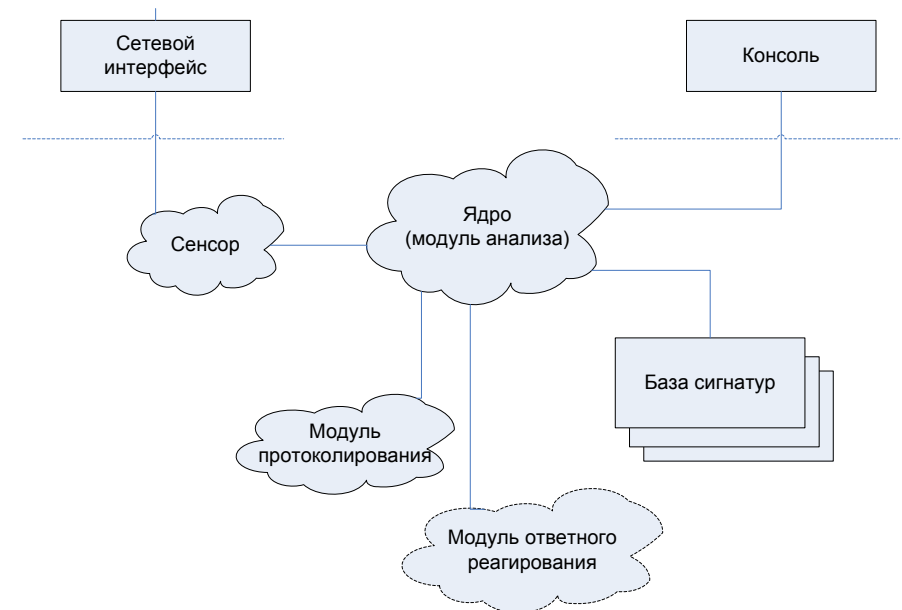 Сетевой
интерфейс
Консоль
Ядро
(модуль анализа)
Сенсор
База сигнатур
Модуль
протоколирования
Модуль ответного
реагирования